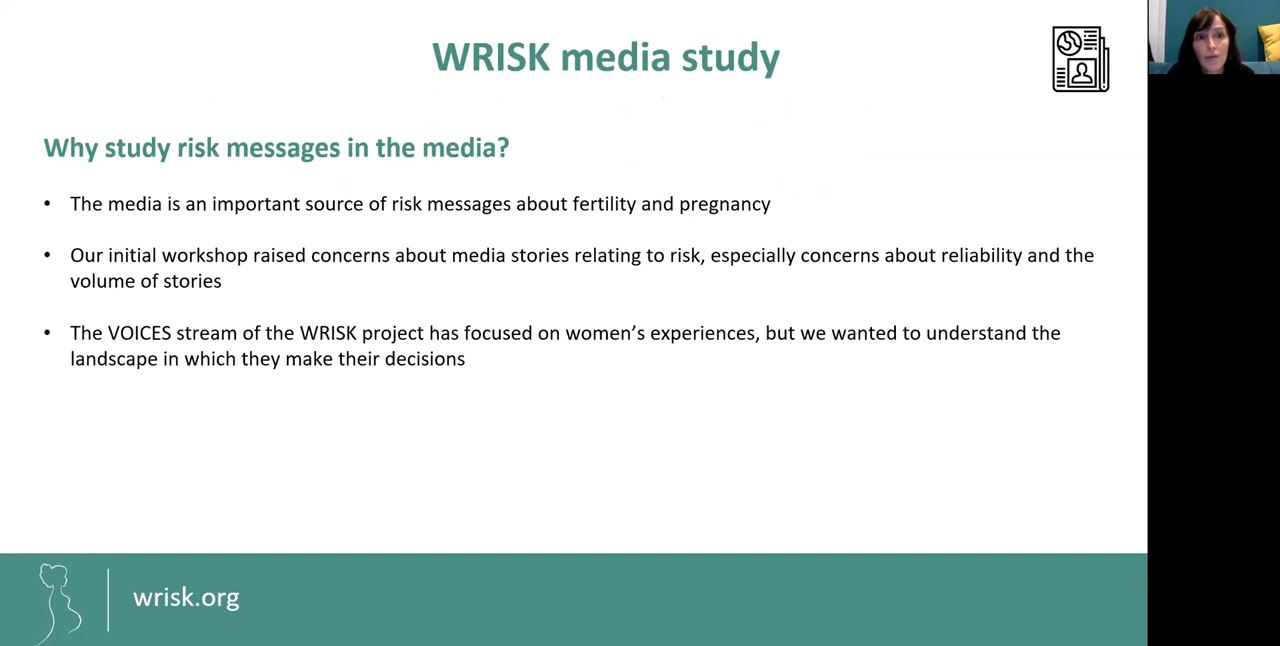 WRISK media study
Why study risk messages in the media?
• The media is an important source of risk messages about fertility and pregnancy
• Our initial workshop raised concerns about media stories relating to risk, especially concerns about reliability and the
volume of stories
• The VOICES stream of the WRISK project has focused on women’s experiences, but we wanted to understand the
landscape in which they make their decisions
wrisk.org